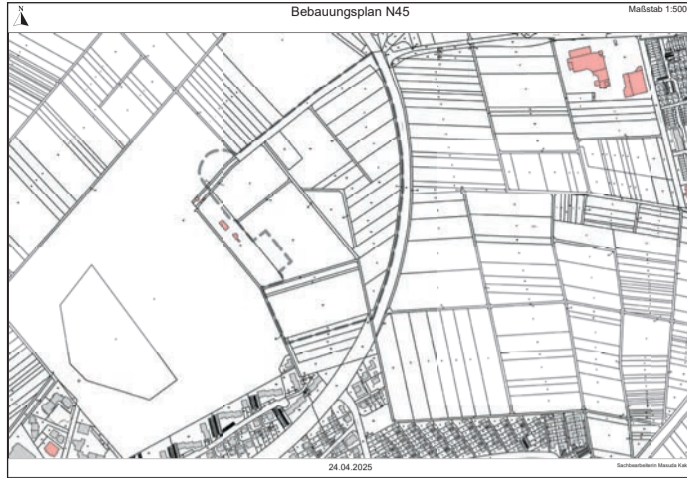 N
Bebauungsplan N45
Maßstab 1:500
24.04.2025
Sachbearbeiterin Masuda Kak